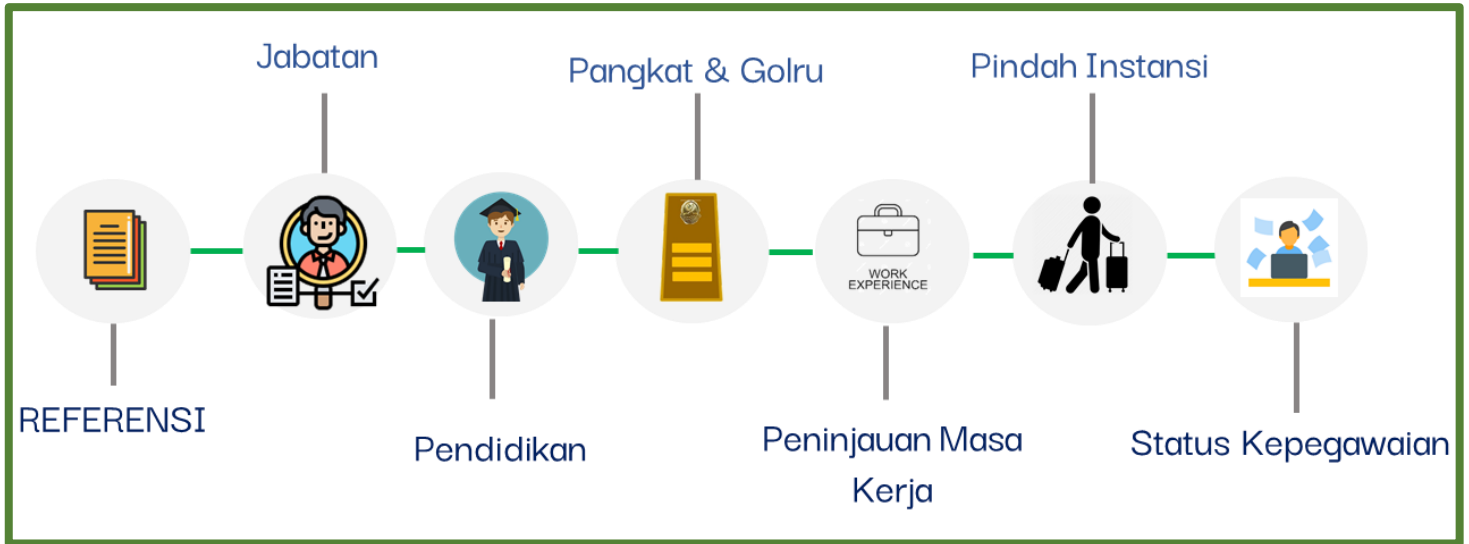 Jabatan
Pangkat & Golru
Pindah Instansi
WORK
EXPERIENCE
REFERENSI
Pendidikan
Peninjauan Masa
Kerja
Status Kepegawaian